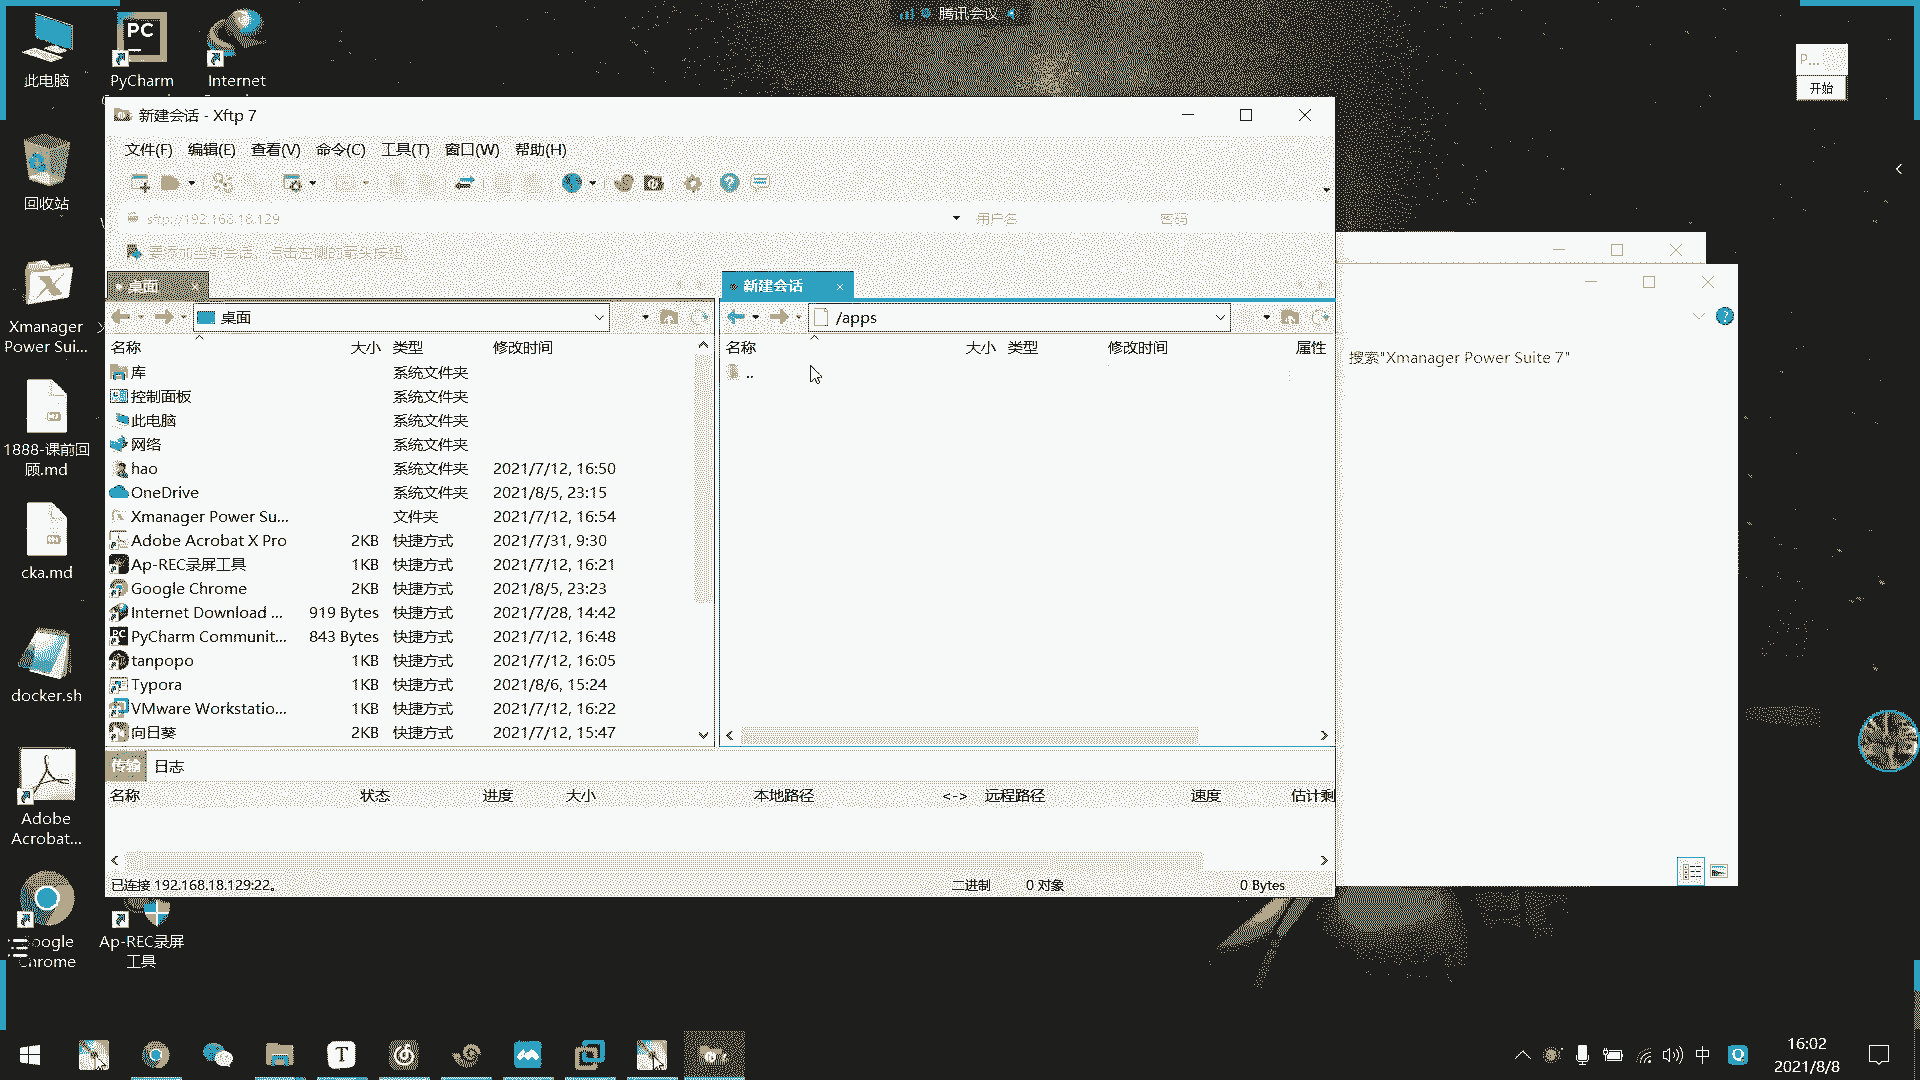 腾讯会议
此电脑
PyCharm
Internet
P...
开始
回收站
Xmanager
Power Sui...
1888-课前回
顾.md
cka.md
docker.sh
Adobe
Acrobat...
Google
Chrome
Ap-REC录屏
工具
新建会话 - Xftp 7
文件(F) 编辑(E) 查看(V) 命令(C) 工具(T) 窗口(W) 帮助(H)
sftp://192.168.18.129 用户名 密码
要添加当前会话，点击左侧的箭头按钮。
桌面
新建会话
桌面
/apps
名称 大小 类型 修改时间
库 系统文件夹
控制面板 系统文件夹
此电脑 系统文件夹
网络 系统文件夹
hao 系统文件夹 2021/7/12, 16:50
OneDrive 系统文件夹 2021/8/5, 23:15
Xmanager Power Su... 文件夹 2021/7/12, 16:54
Adobe Acrobat X Pro 2KB 快捷方式 2021/7/31, 9:30
Ap-REC录屏工具 1KB 快捷方式 2021/7/12, 16:21
Google Chrome 2KB 快捷方式 2021/8/5, 23:23
Internet Download ... 919 Bytes 快捷方式 2021/7/28, 14:42
PyCharm Communit... 843 Bytes 快捷方式 2021/7/12, 16:48
tanpopo 1KB 快捷方式 2021/7/12, 16:05
Typora 1KB 快捷方式 2021/8/6, 15:24
VMware Workstatio... 1KB 快捷方式 2021/7/12, 16:22
向日葵 2KB 快捷方式 2021/7/12, 15:47
名称 大小 类型 修改时间 属性
..
传输 日志
名称 状态 进度 大小 本地路径 <-> 远程路径 速度 估计剩
已连接 192.168.18.129:22。 二进制 0 对象 0 Bytes
搜索"Xmanager Power Suite 7"
中
16:02
2021/8/8